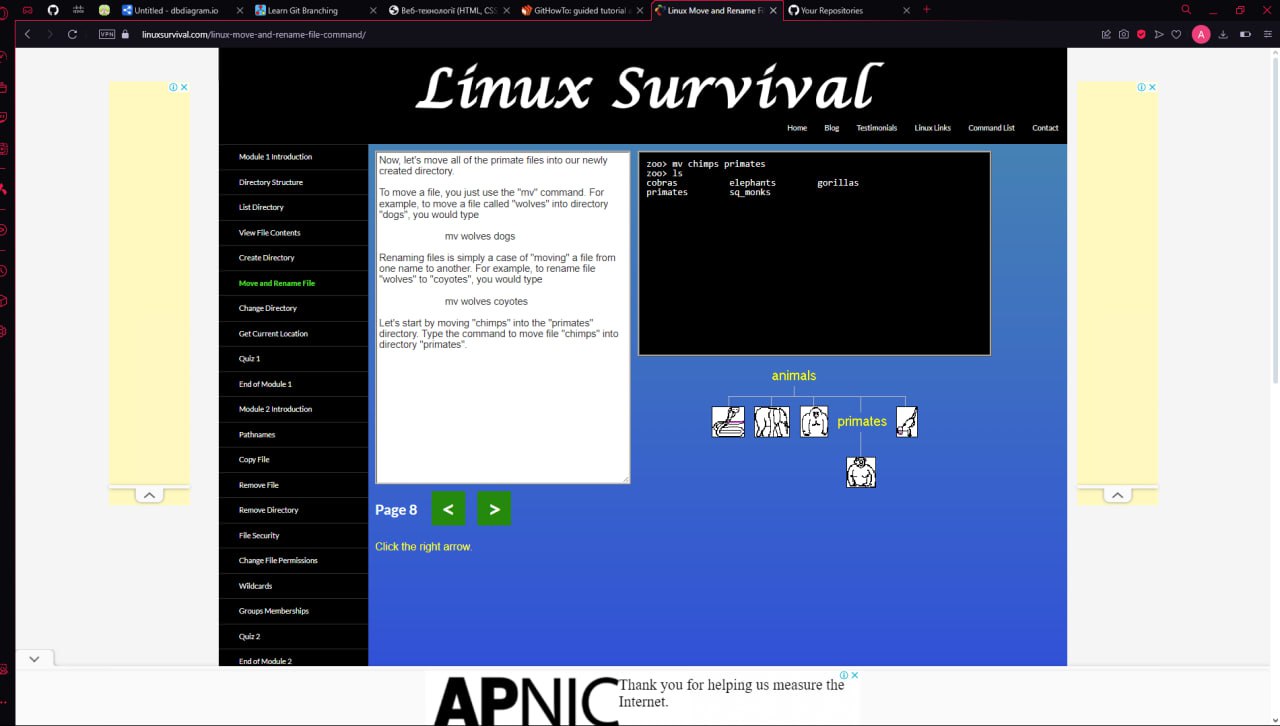 Untitled - dbdiagram.io
Learn Git Branching
Веб-технології (HTML, CSS
GitHowTo: guided tutorial
Linux Move and Rename Fi
Your Repositories
VPN
linuxsurvival.com/linux-move-and-rename-file-command/
A
Linux Survival
Home
Blog
Testimonials
Linux Links
Command List
Contact
Module 1 Introduction
Directory Structure
List Directory
View File Contents
Create Directory
Move and Rename File
Change Directory
Get Current Location
Quiz 1
End of Module 1
Module 2 Introduction
Pathnames
Copy File
Remove File
Remove Directory
File Security
Change File Permissions
Wildcards
Groups Memberships
Quiz 2
End of Module 2
Now, let's move all of the primate files into our newly
created directory.
To move a file, you just use the "mv" command. For
example, to move a file called "wolves" into directory
"dogs", you would type
mv wolves dogs
Renaming files is simply a case of "moving" a file from
one name to another. For example, to rename file
"wolves" to "coyotes", you would type
mv wolves coyotes
Let's start by moving "chimps" into the "primates"
directory. Type the command to move file "chimps" into
directory "primates".
Page 8
<
>
Click the right arrow.
zoo> mv chimps primates
zoo> ls
cobras elephants gorillas
primates sq_monks
animals
primates
APNIC
Thank you for helping us measure the
Internet.